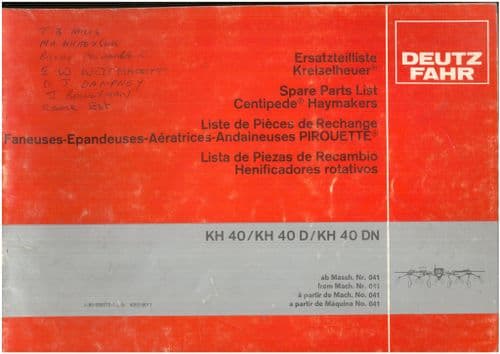 T B MILLS
DEUTZ
FAHR
Ersatzteilliste
Kreiselheuer®
Spare Parts List
Centipede® Haymakers
Liste de Pièces de Rechange
Faneuses-Epandeuses-Aératrices-Andaineuses PIROUETTE®
Lista de Piezas de Recambio
Henificadores rotativos
KH 40/KH 40 D/KH 40 DN
ab Masch. Nr. 041
from Mach. Nr. 041
à partir de Mach. No. 041
a partir de Máquina No. 041